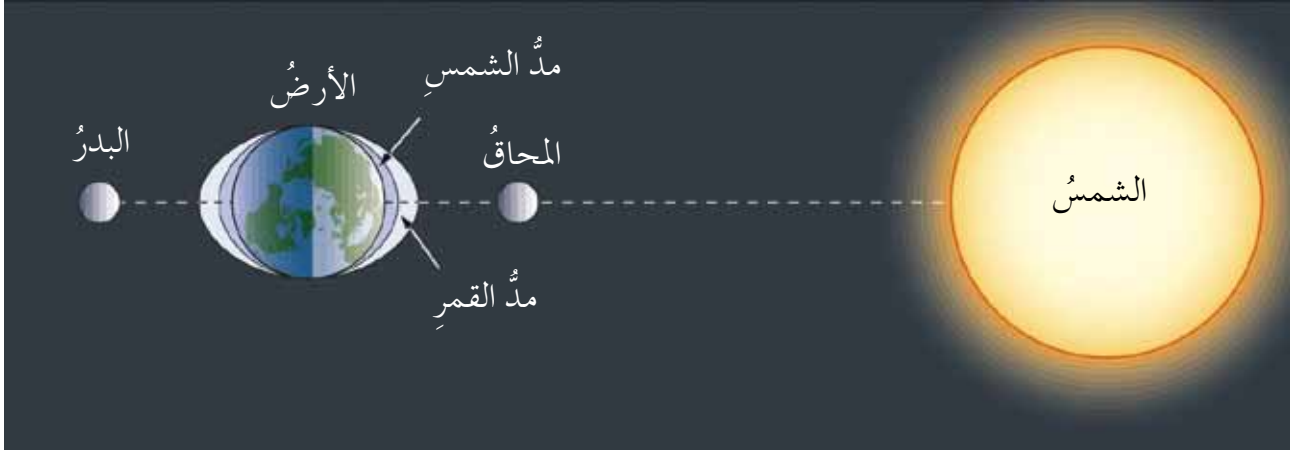 مدُّ الشمسِ
الأرضُ
المحاقُ
البدرُ
الشمسُ
مدُّ القمرِ